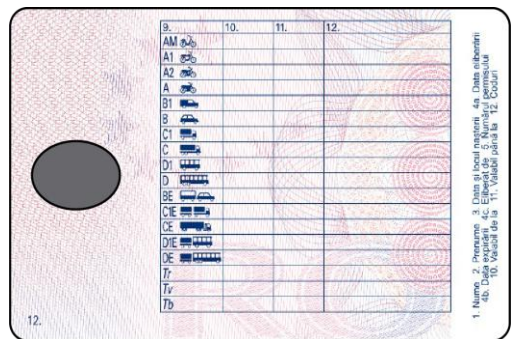 9. 10. 11. 12.
AM
A1
A2
A
B1
B
C1
C
D1
D
BE
C1E
CE
D1E
DE
Tr
Tv
Tb
12.
1. Nume 2. Prenume 3. Data și locul nașterii 4a. Data eliberării
4b. Data expirării 4c. Eliberat de 5. Numărul permisului
10. Valabil de la 11. Valabil până la 12. Coduri